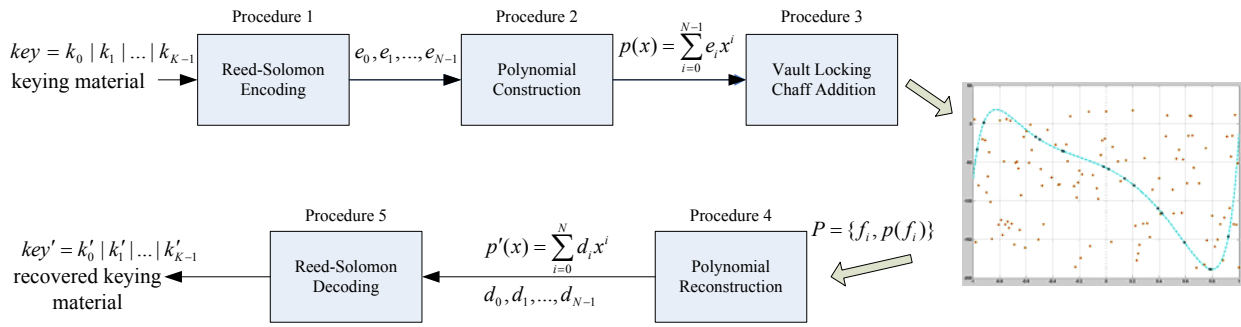 Procedure 1
Procedure 2
Procedure 3
key = k_0 | k_1 | ... | k_{K-1}
keying material
Reed-Solomon
Encoding
e_0, e_1, ..., e_{N-1}
Polynomial
Construction
p(x) = \sum_{i=0}^{N-1} e_i x^i
Vault Locking
Chaff Addition
Procedure 5
Procedure 4
key' = k'_0 | k'_1 | ... | k'_{K-1}
recovered keying
material
Reed-Solomon
Decoding
p'(x) = \sum_{i=0}^{N} d_i x^i
d_0, d_1, ..., d_{N-1}
Polynomial
Reconstruction
P = {f_i, p(f_i)}